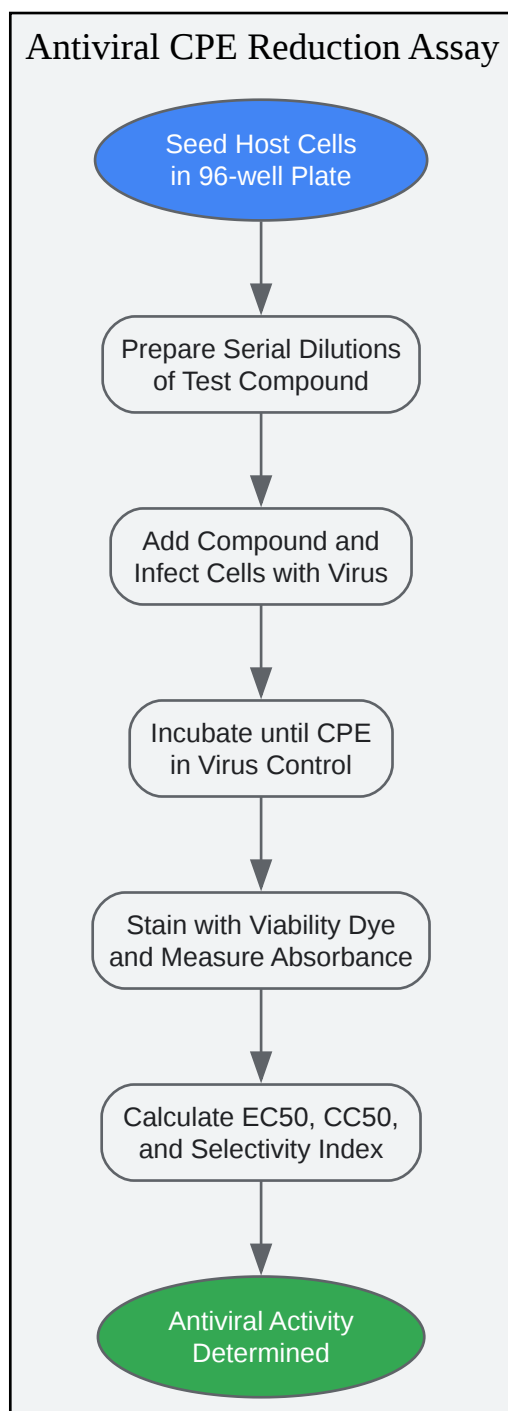 Antiviral CPE Reduction Assay
Seed Host Cells
in 96-well Plate
Prepare Serial Dilutions
of Test Compound
Add Compound and
Infect Cells with Virus
Incubate until CPE
in Virus Control
Stain with Viability Dye
and Measure Absorbance
Calculate EC50, CC50,
and Selectivity Index
Antiviral Activity
Determined